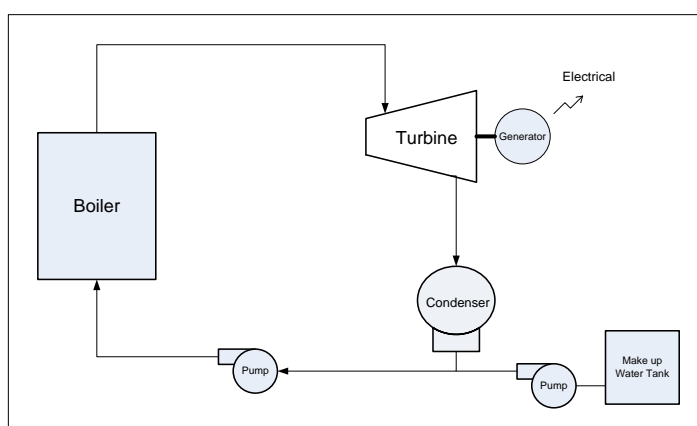 Electrical
Turbine
Generator
Boiler
Condenser
Pump
Pump
Make up
Water Tank